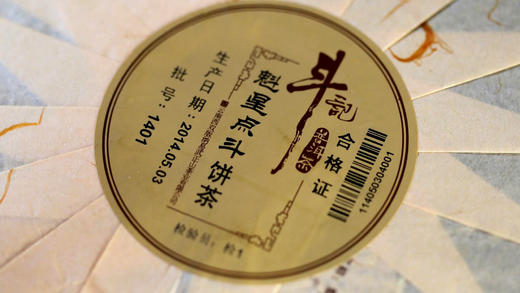 斗记
合格证
114050304001
魁星点斗饼茶
生产日期：2014.05.03
批号：1401
检验员：检1